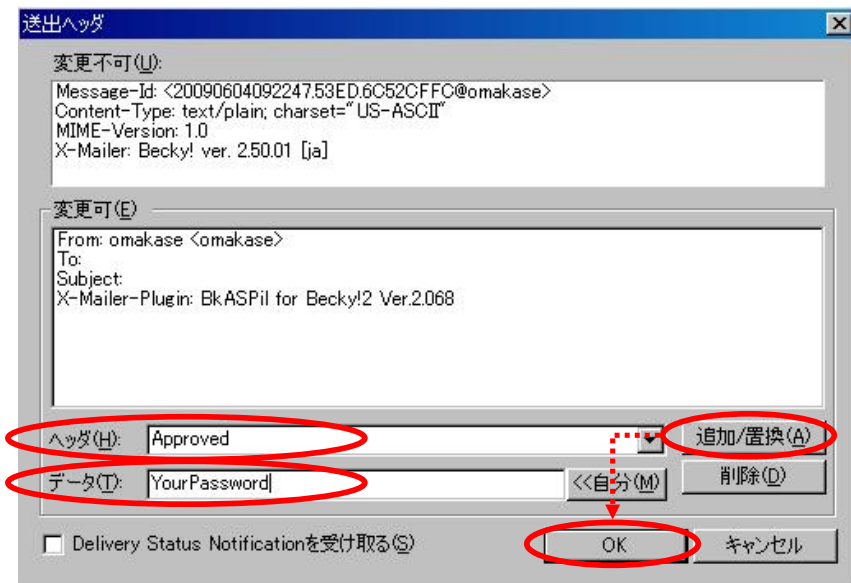 送出ヘッダ
変更不可(U):
Message-Id: <20090604092247.53ED.6C52CFFC@omakase>
Content-Type: text/plain; charset="US-ASCII"
MIME-Version: 1.0
X-Mailer: Becky! ver. 2.50.01 [ja]
変更可(E)
From: omakase <omakase>
To:
Subject:
X-Mailer-Plugin: BkASPil for Becky!2 Ver.2.068
ヘッダ(H): Approved 追加/置換(A)
データ(T): YourPassword <<自分(M) 削除(D)
Delivery Status Notificationを受け取る(S) OK キャンセル